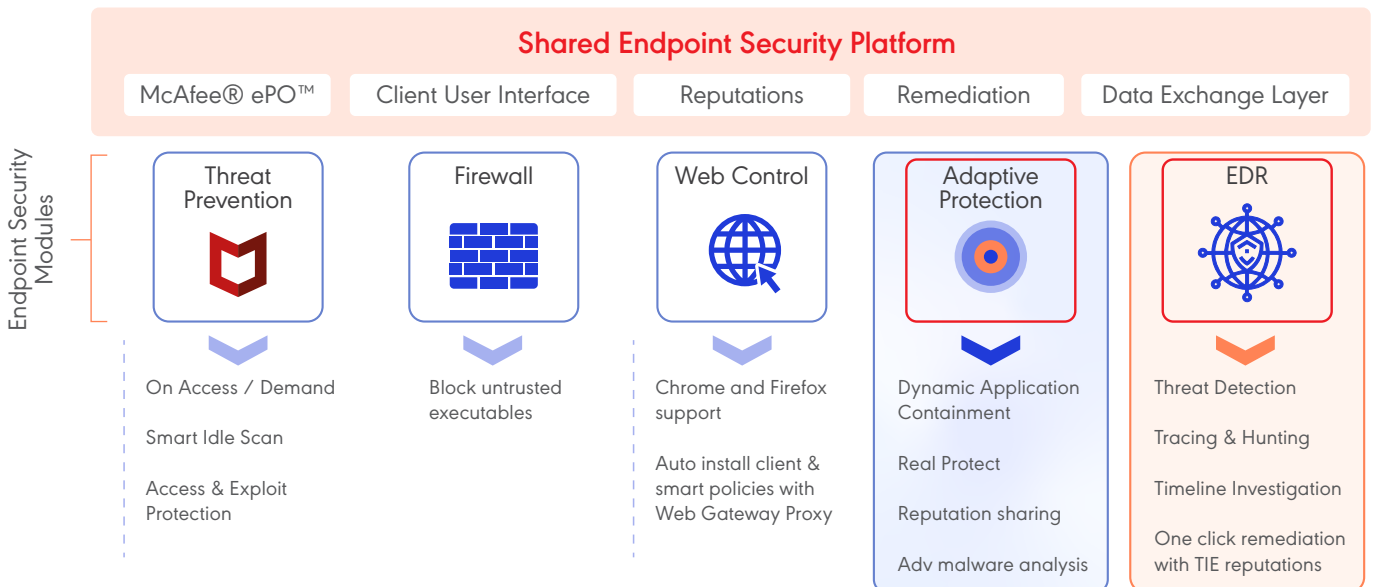 Shared Endpoint Security Platform
McAfee® ePO™
Client User Interface
Reputations
Remediation
Data Exchange Layer
Endpoint Security
Modules
Threat
Prevention
Firewall
Web Control
Adaptive
Protection
EDR
On Access / Demand
Smart Idle Scan
Access & Exploit
Protection
Block untrusted
executables
Chrome and Firefox
support
Auto install client &
smart policies with
Web Gateway Proxy
Dynamic Application
Containment
Real Protect
Reputation sharing
Adv malware analysis
Threat Detection
Tracing & Hunting
Timeline Investigation
One click remediation
with TIE reputations